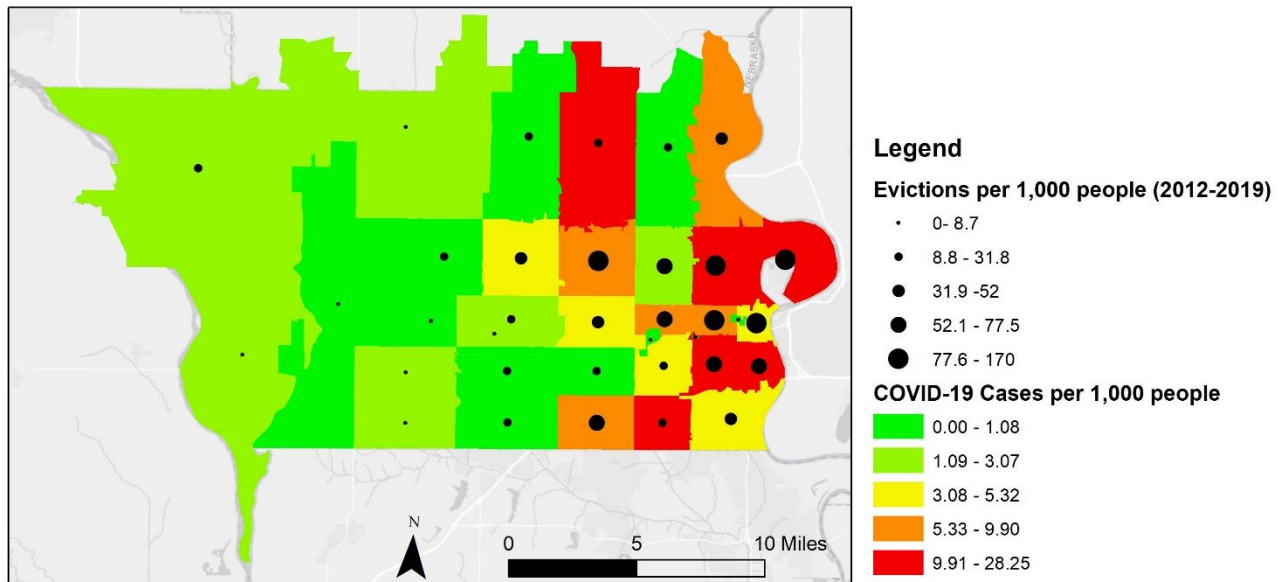 NEBRASKA
N
0 5 10 Miles
Legend
Evictions per 1,000 people (2012-2019)
0- 8.7
8.8 - 31.8
31.9 -52
52.1 - 77.5
77.6 - 170
COVID-19 Cases per 1,000 people
0.00 - 1.08
1.09 - 3.07
3.08 - 5.32
5.33 - 9.90
9.91 - 28.25